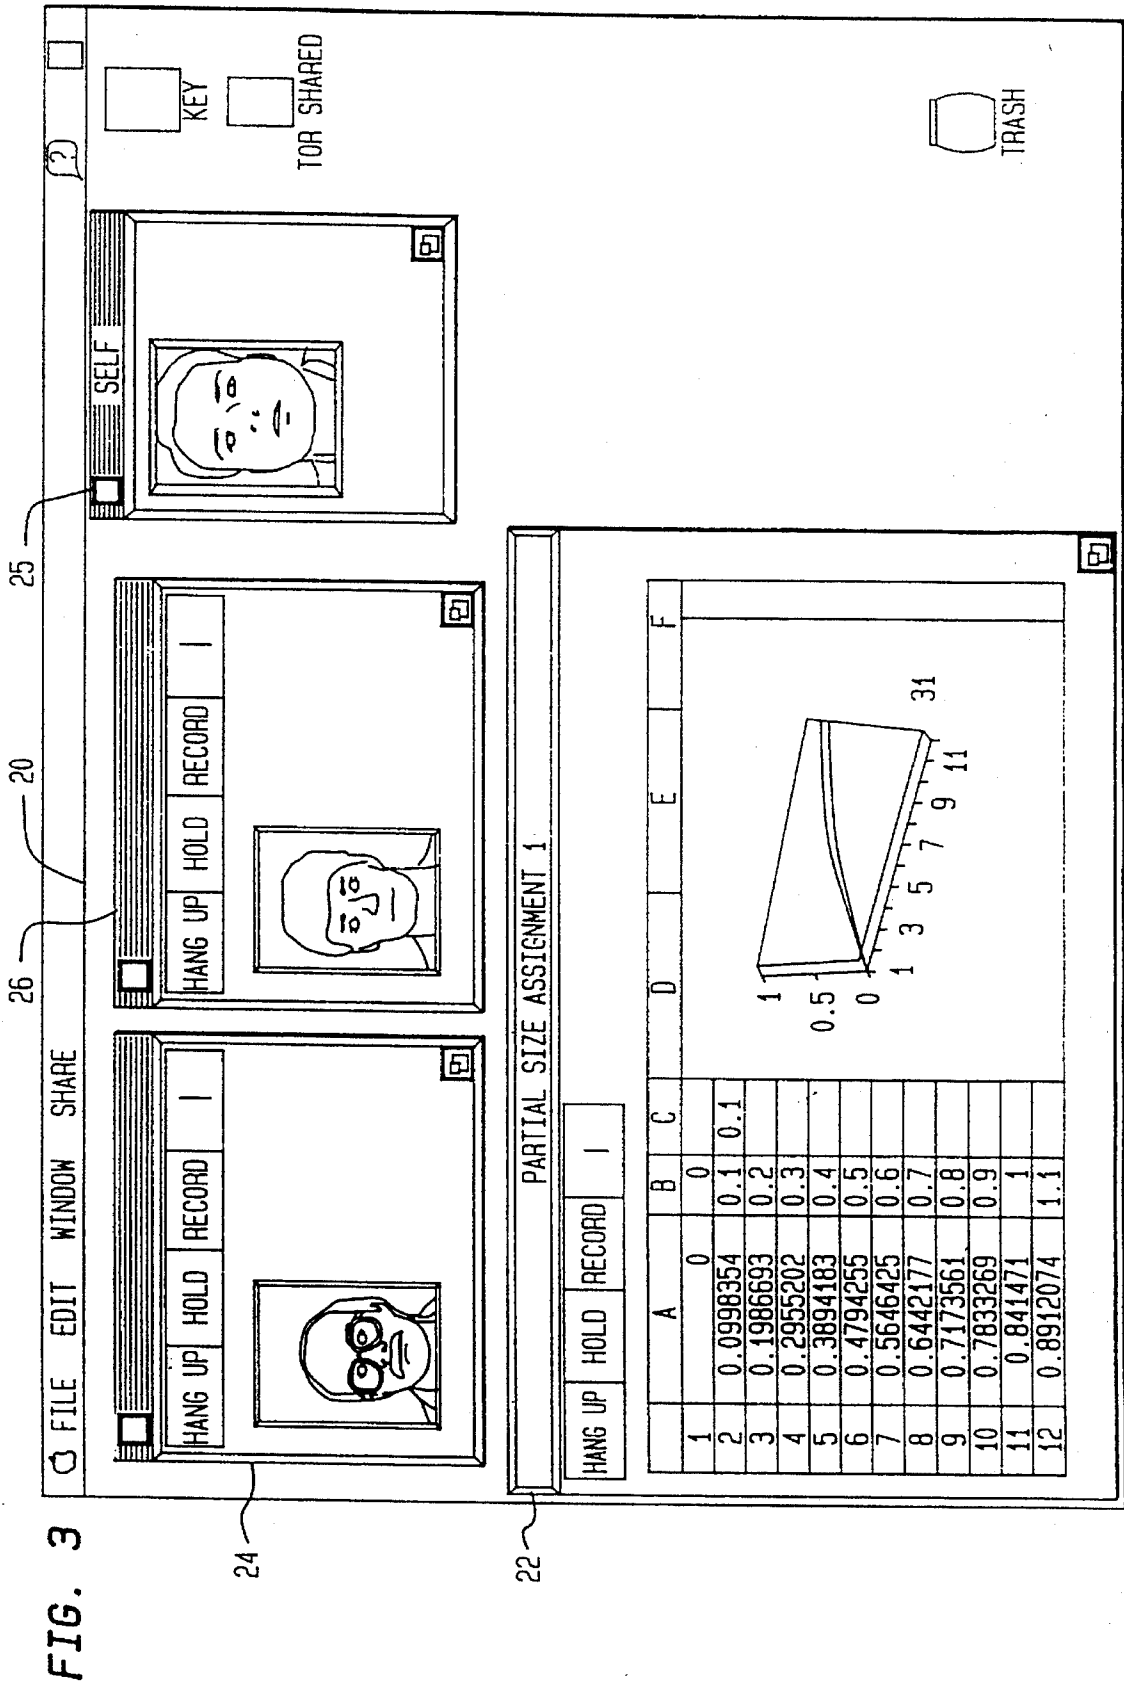 FIG. 3
26
20
25
FILE EDIT WINDOW SHARE
?
HANG UP HOLD RECORD |
HANG UP HOLD RECORD |
SELF
KEY
TOR SHARED
24
22
PARTIAL SIZE ASSIGNMENT 1
HANG UP HOLD RECORD |
A B C D E F
1 0 0
2 0.0998354 0.1 0.1
3 0.1986693 0.2
4 0.2955202 0.3
5 0.3894183 0.4
6 0.4794255 0.5
7 0.5646425 0.6
8 0.6442177 0.7
9 0.7173561 0.8
10 0.7833269 0.9
11 0.841471 1
12 0.8912074 1.1
1
0.5
0
1 3 5 7 9 11
31
TRASH